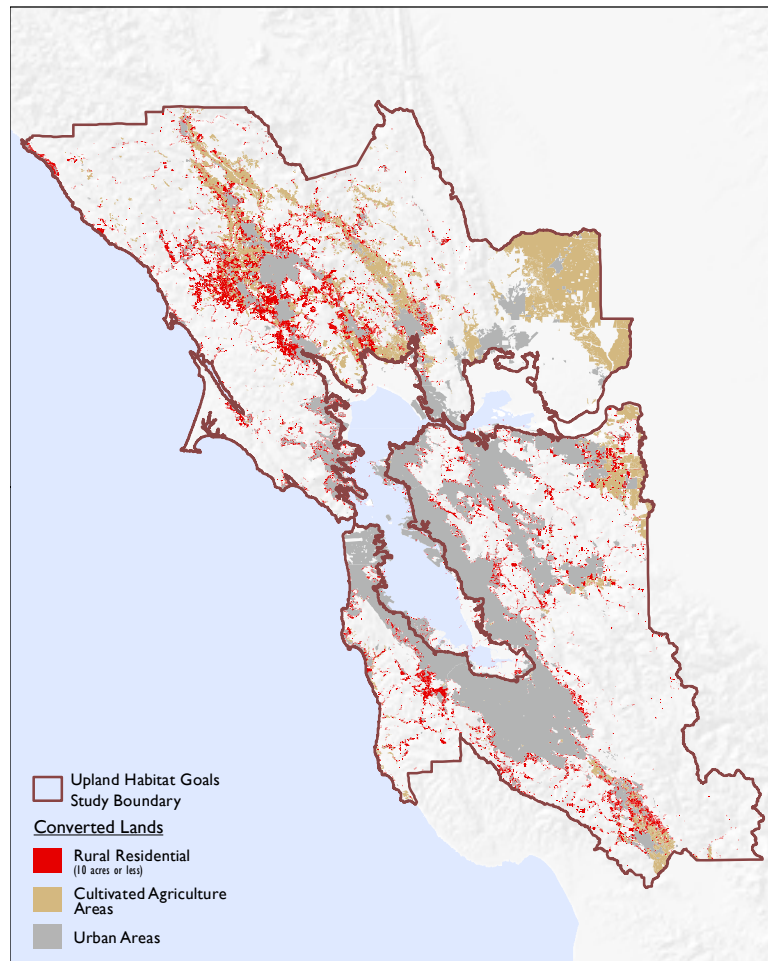 Upland Habitat Goals
Study Boundary
Converted Lands
Rural Residential
(10 acres or less)
Cultivated Agriculture
Areas
Urban Areas